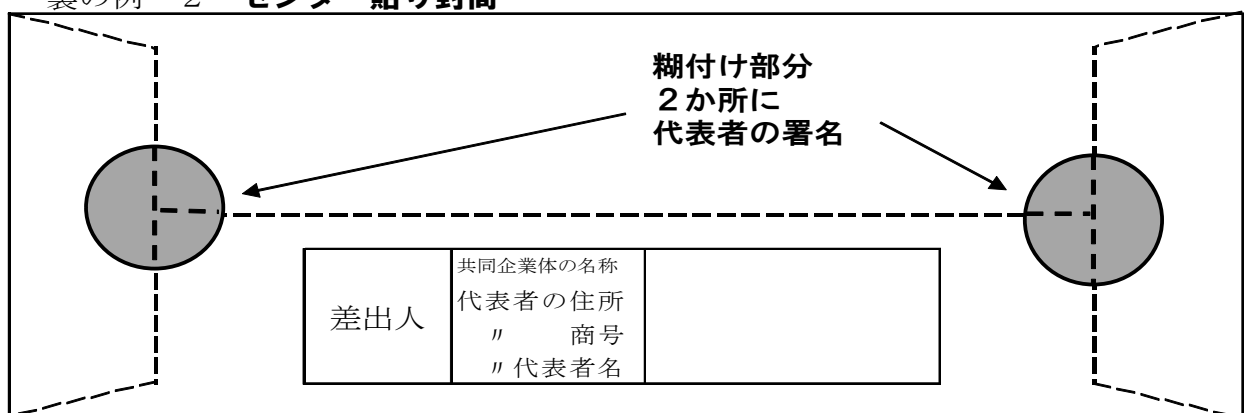 裏の例 2 センター貼り封筒
糊付け部分
２か所に
代表者の署名
差出人
共同企業体の名称
代表者の住所
〃 商号
〃代表者名